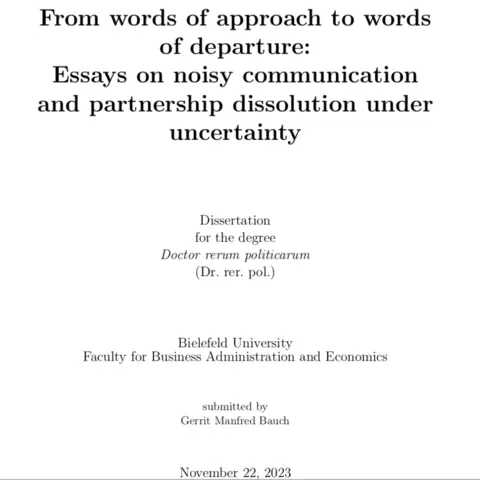 From words of approach to words
of departure:
Essays on noisy communication
and partnership dissolution under
uncertainty
Dissertation
for the degree
Doctor rerum politicarum
(Dr. rer. pol.)
Bielefeld University
Faculty for Business Administration and Economics
submitted by
Gerrit Manfred Bauch
November 22, 2023